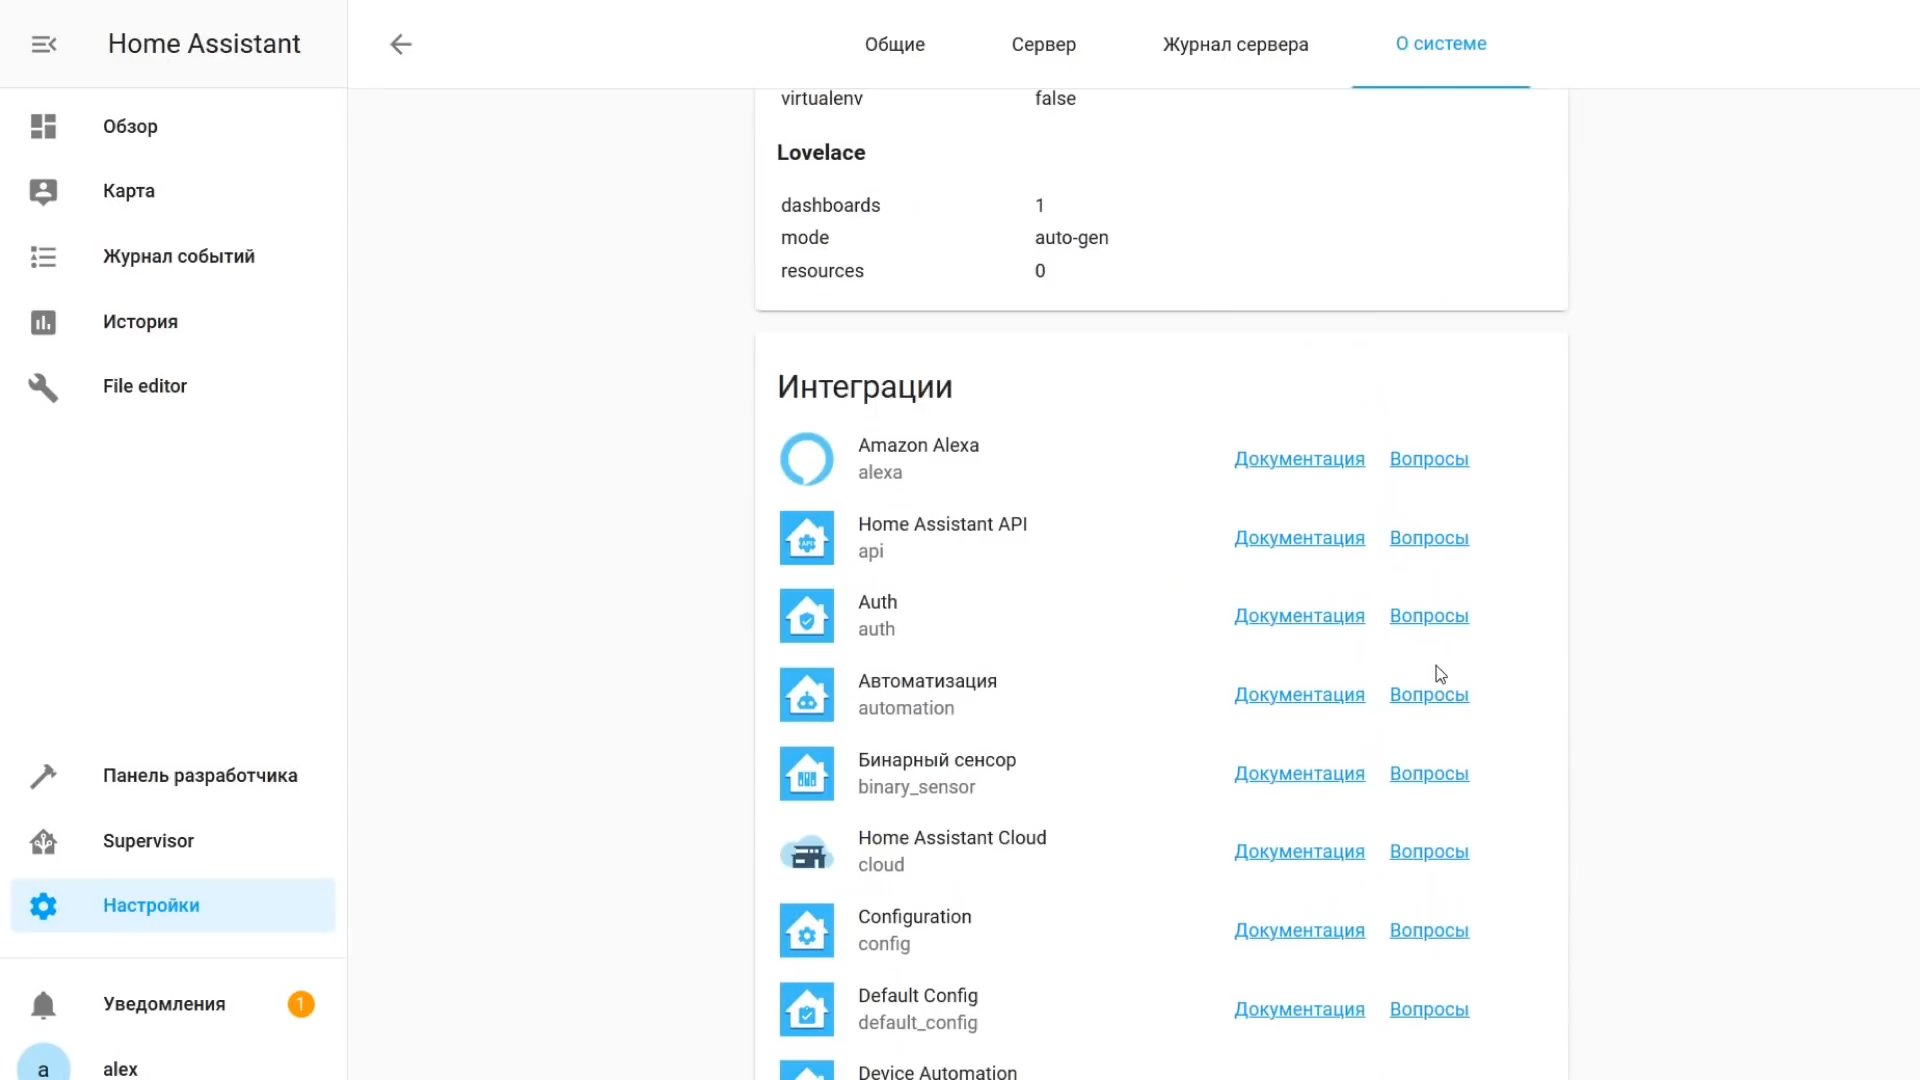 Home Assistant
Общие
Сервер
Журнал сервера
О системе
Обзор
Карта
Журнал событий
История
File editor
Панель разработчика
Supervisor
Настройки
Уведомления
1
a
alex
virtualenv false
Lovelace
dashboards 1
mode auto-gen
resources 0
Интеграции
Amazon Alexa
alexa
Документация Вопросы
Home Assistant API
api
Документация Вопросы
Auth
auth
Документация Вопросы
Автоматизация
automation
Документация Вопросы
Бинарный сенсор
binary_sensor
Документация Вопросы
Home Assistant Cloud
cloud
Документация Вопросы
Configuration
config
Документация Вопросы
Default Config
default_config
Документация Вопросы
Device Automation